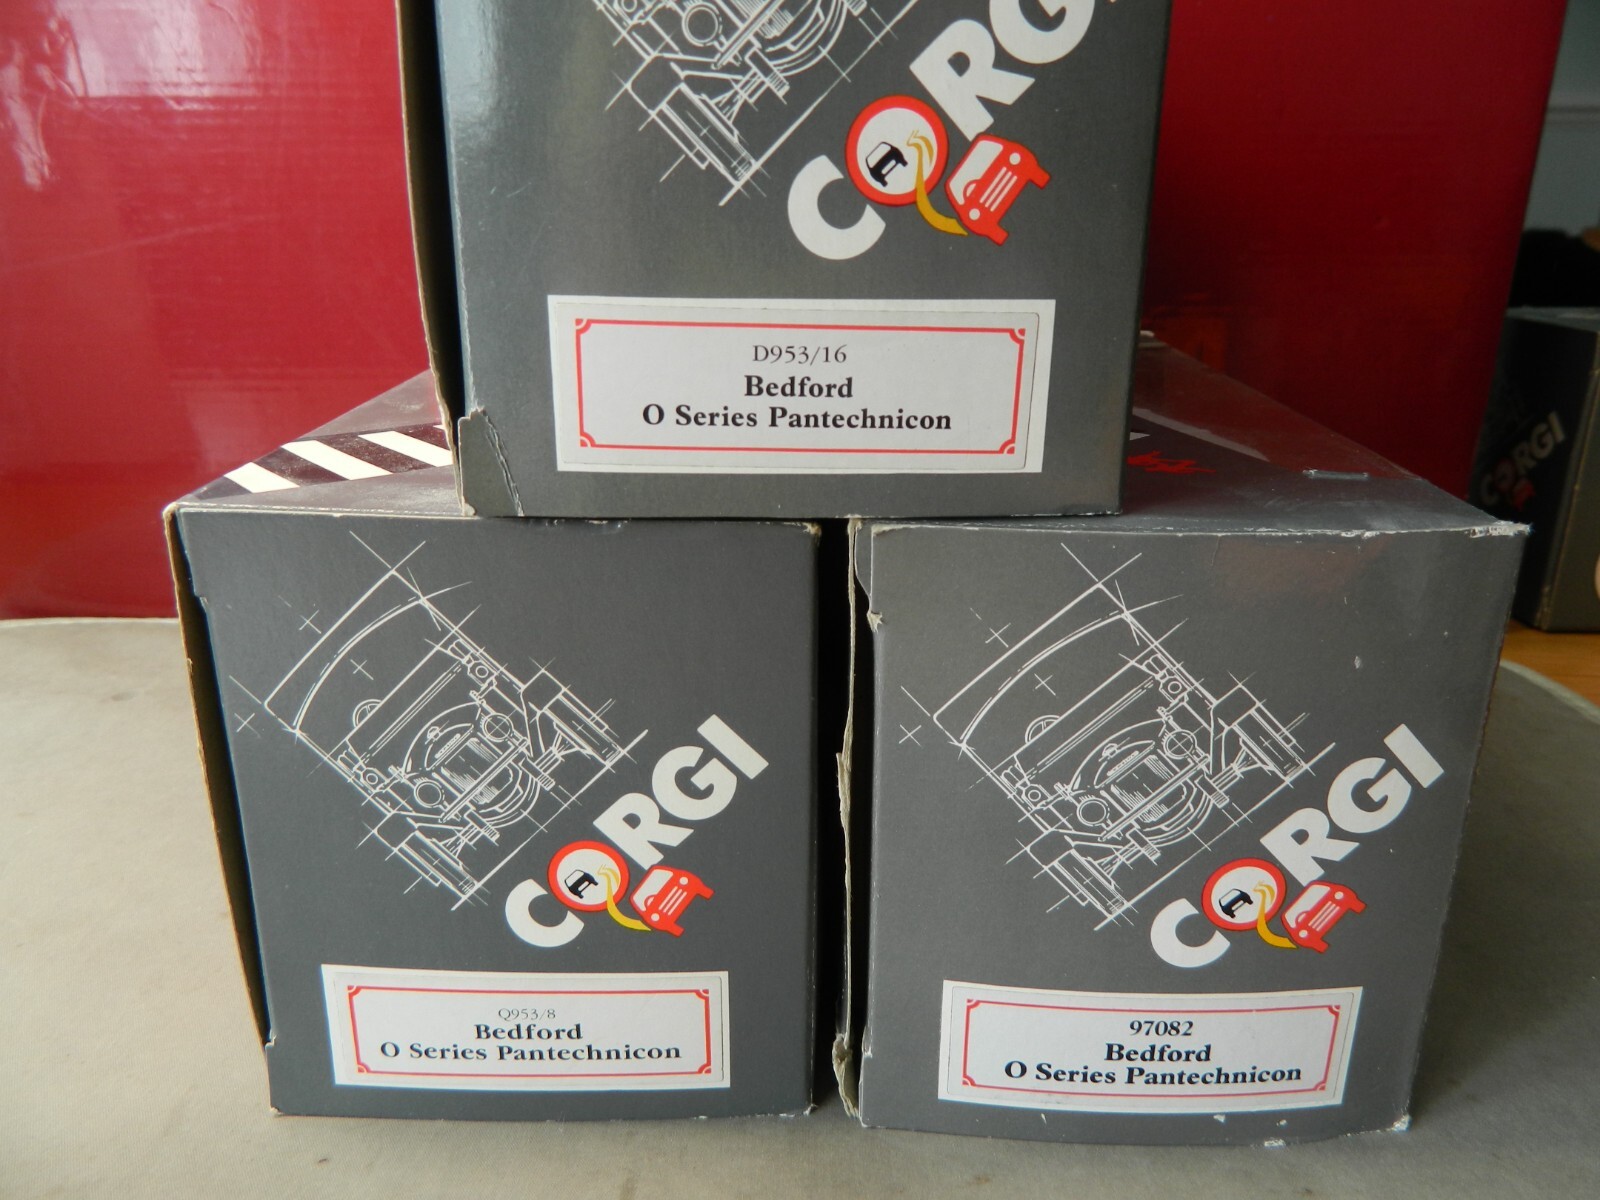 CORGI
D953/16
Bedford
O Series Pantechnicon
CORGI
Q953/8
Bedford
O Series Pantechnicon
CORGI
97082
Bedford
O Series Pantechnicon
CORGI